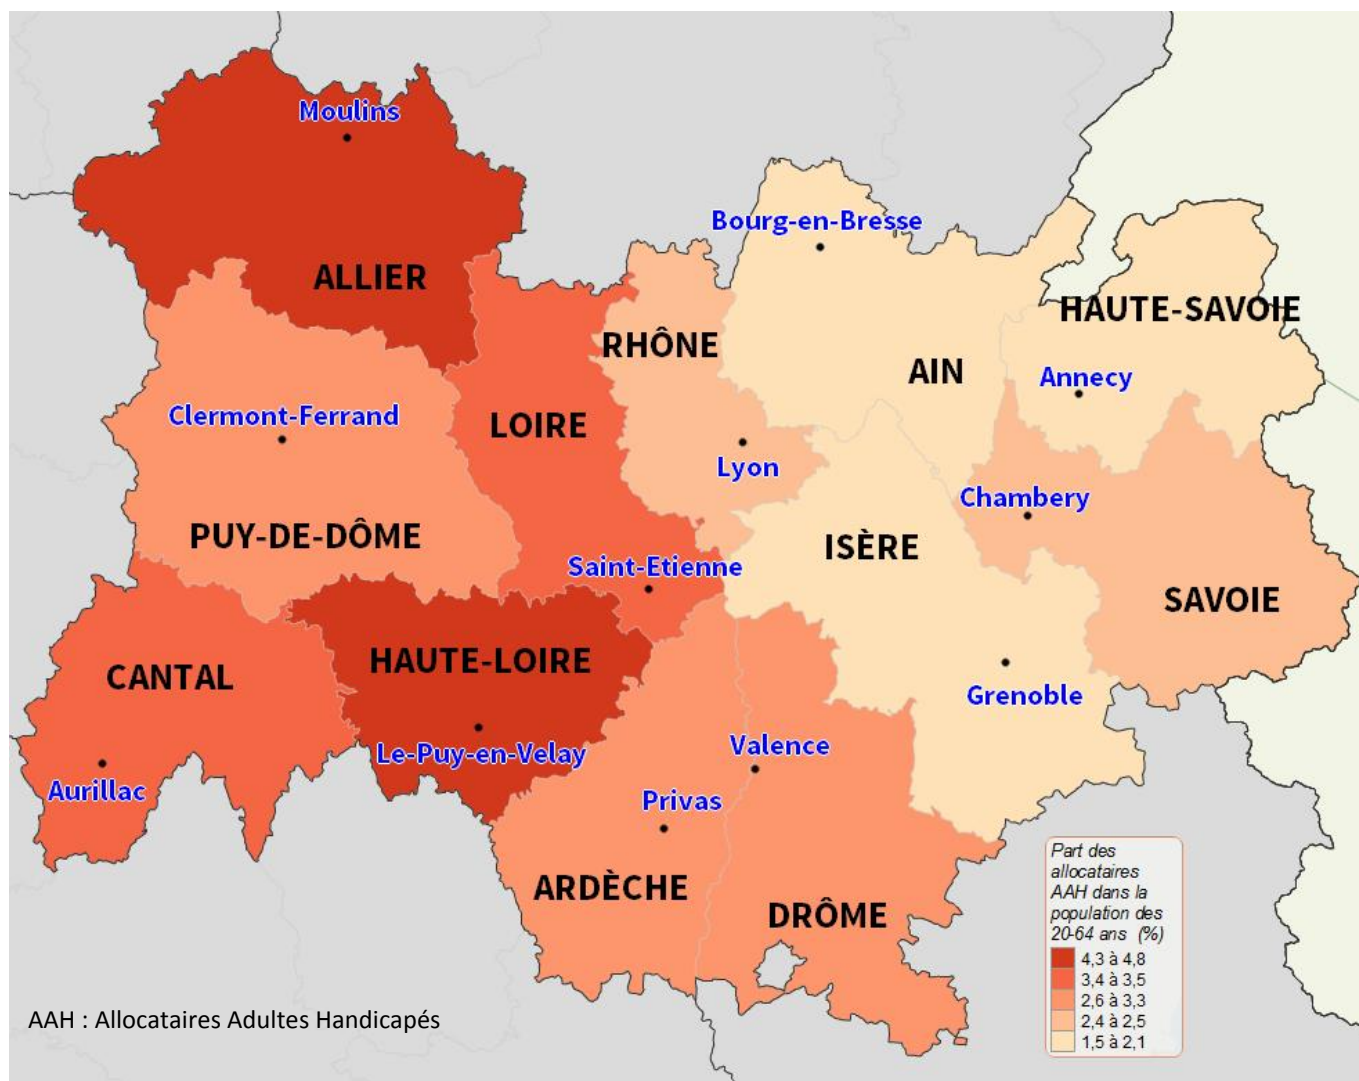 Moulins
ALLIER
Bourg-en-Bresse
HAUTE-SAVOIE
RHÔNE
AIN
Annecy
Clermont-Ferrand
LOIRE
Lyon
Chambery
PUY-DE-DÔME
ISÈRE
Saint-Etienne
SAVOIE
HAUTE-LOIRE
CANTAL
Grenoble
Le-Puy-en-Velay
Valence
Aurillac
Privas
ARDÈCHE
DRÔME
Part des
allocataires
AAH dans la
population des
20-64 ans (%)
4,3 à 4,8
3,4 à 3,5
2,6 à 3,3
2,4 à 2,5
1,5 à 2,1
AAH : Allocataires Adultes Handicapés